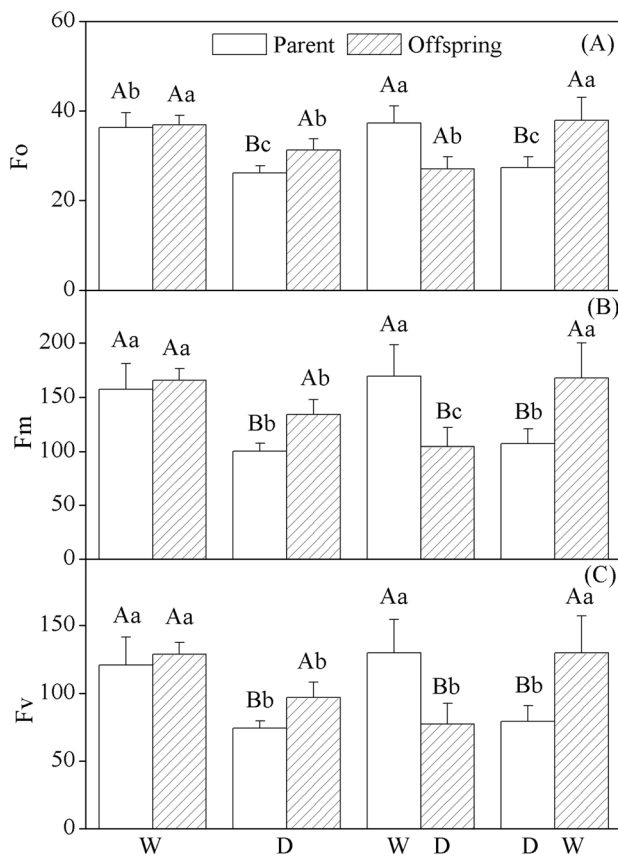 60
Parent Offspring (A)
Ab Aa Bc Ab Aa Ab Bc Aa
40
Fo
20
0
(B)
200
Aa Aa Bb Ab Aa Bc Bb Aa
150
Fm
100
50
0
(C)
Aa Aa Bb Ab Aa Bb Bb Aa
150
Fv
100
50
0
W D W D D W